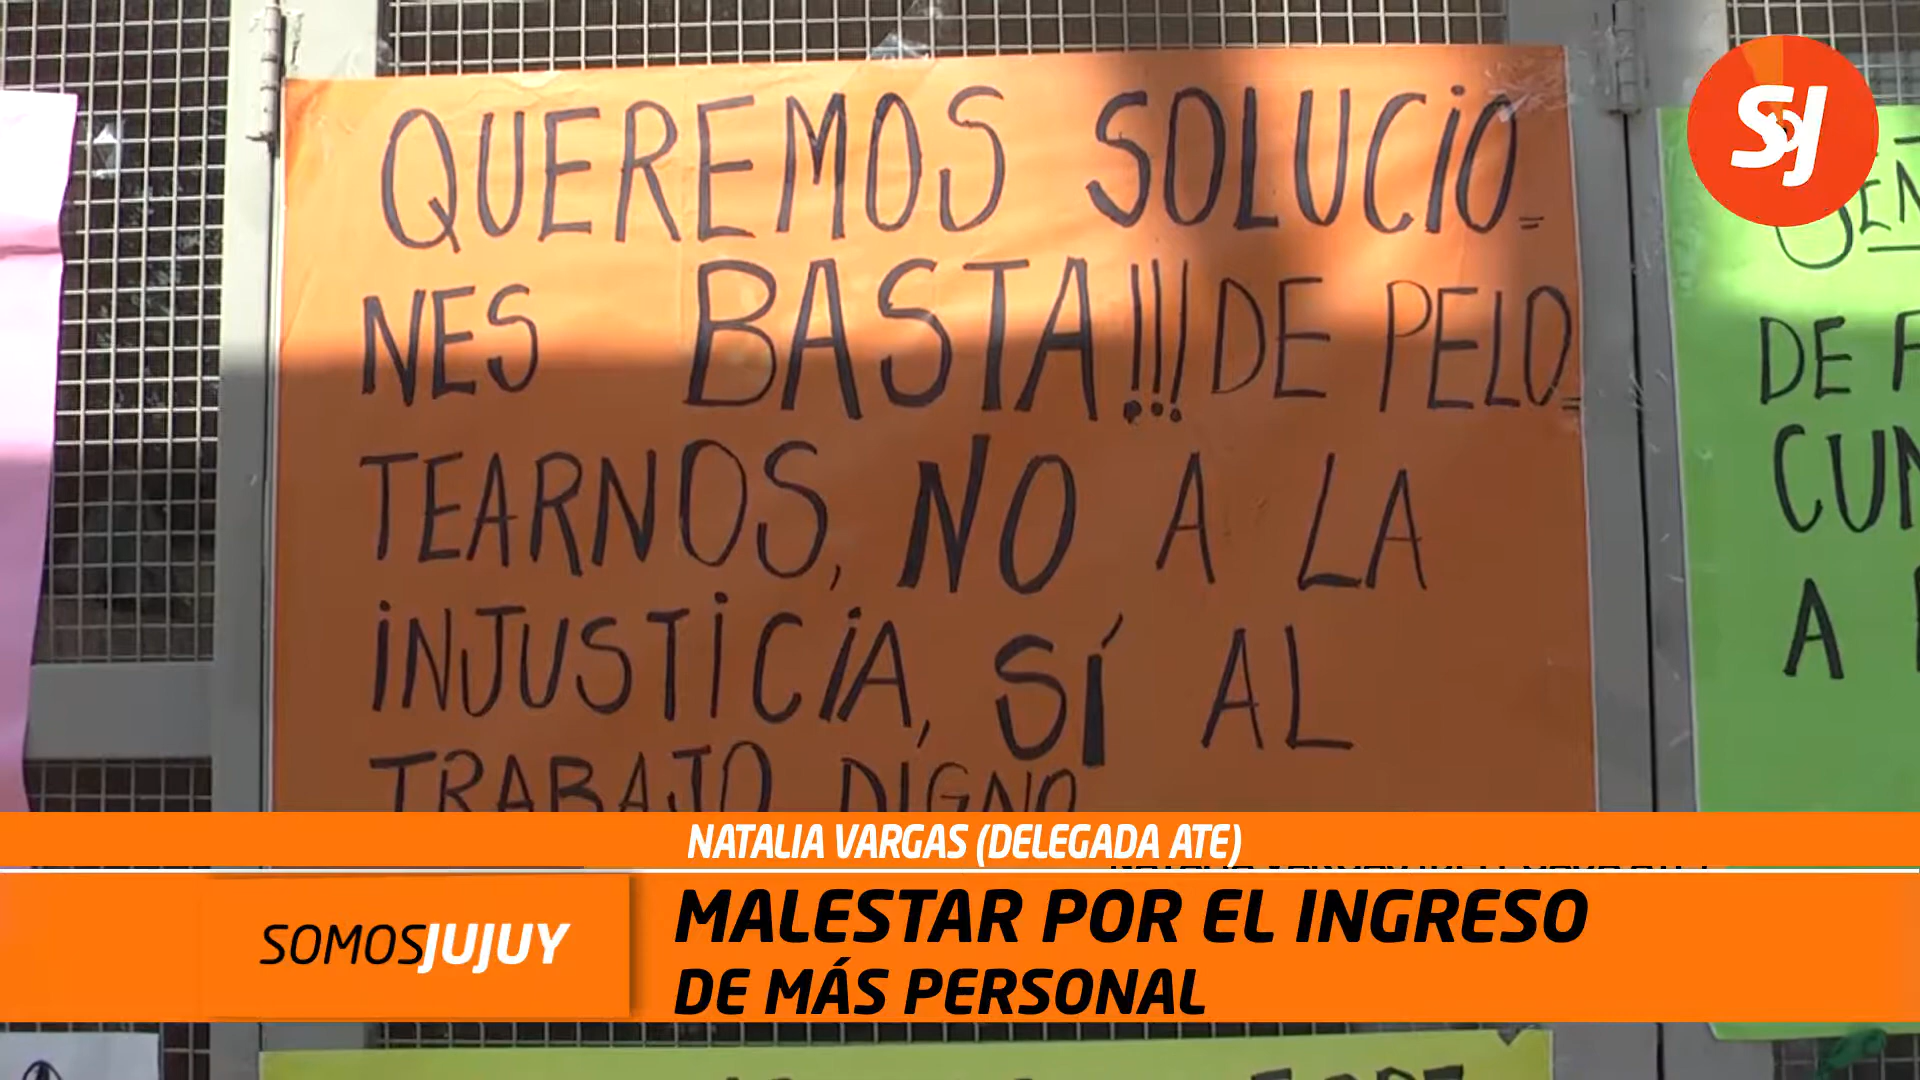 QUEREMOS SOLUCIO=
NES BASTA!!! DE PELO=
TEARNOS, NO A LA
INJUSTICIA, SÍ AL
TRABAJO DIGNO
SJ
DE
A
NATALIA VARGAS (DELEGADA ATE)
SOMOSJUJUY
MALESTAR POR EL INGRESO
DE MÁS PERSONAL